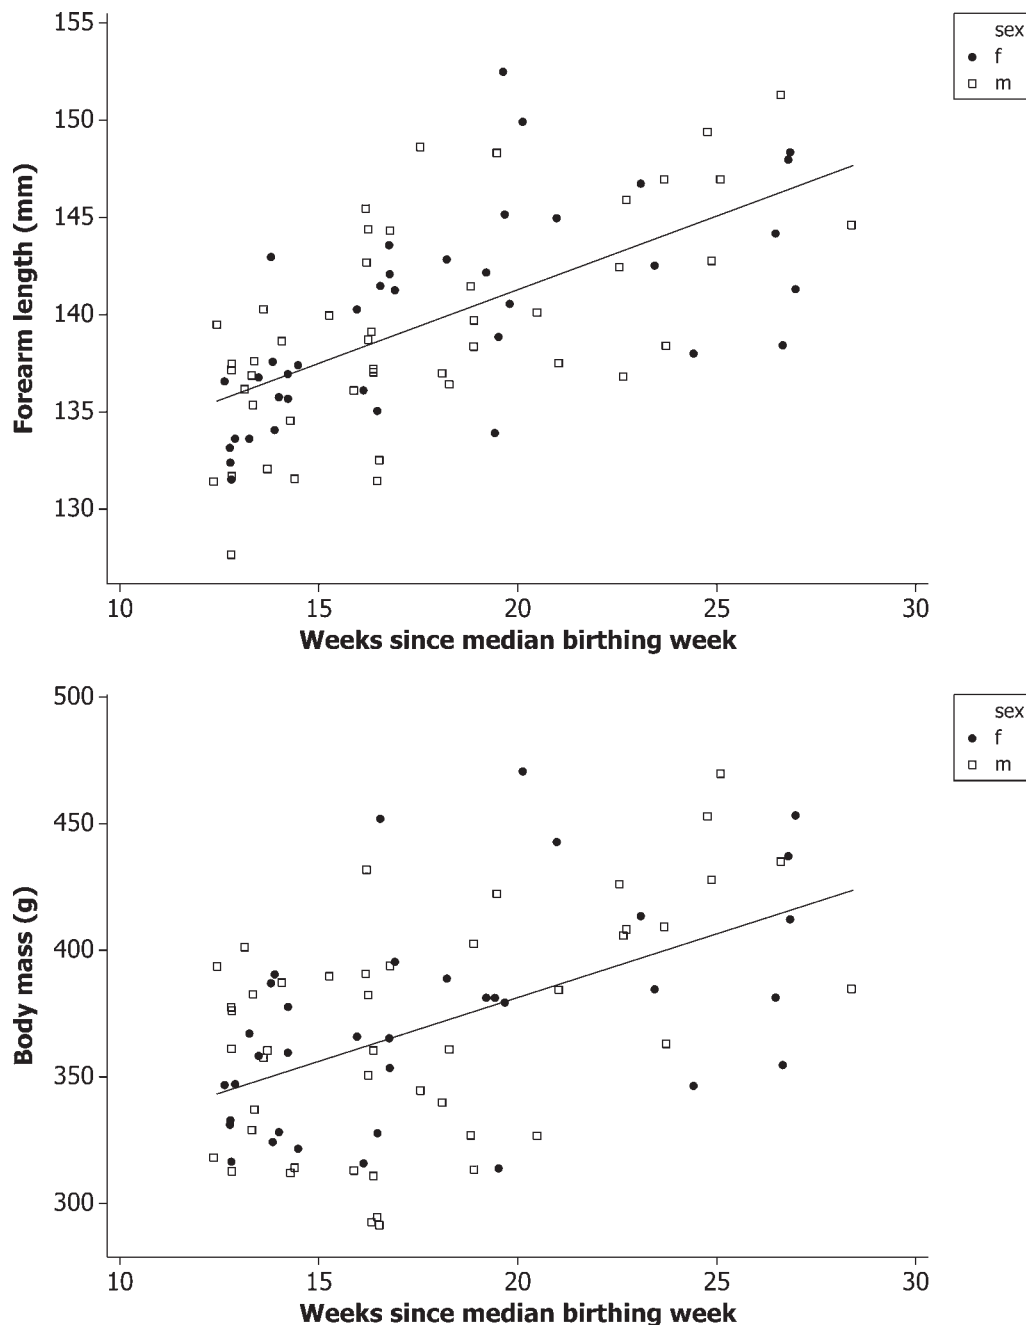 155
150
145
140
135
130
Forearm length (mm)
sex
f
m
10 15 20 25 30
Weeks since median birthing week
500
450
400
350
300
Body mass (g)
sex
f
m
10 15 20 25 30
Weeks since median birthing week